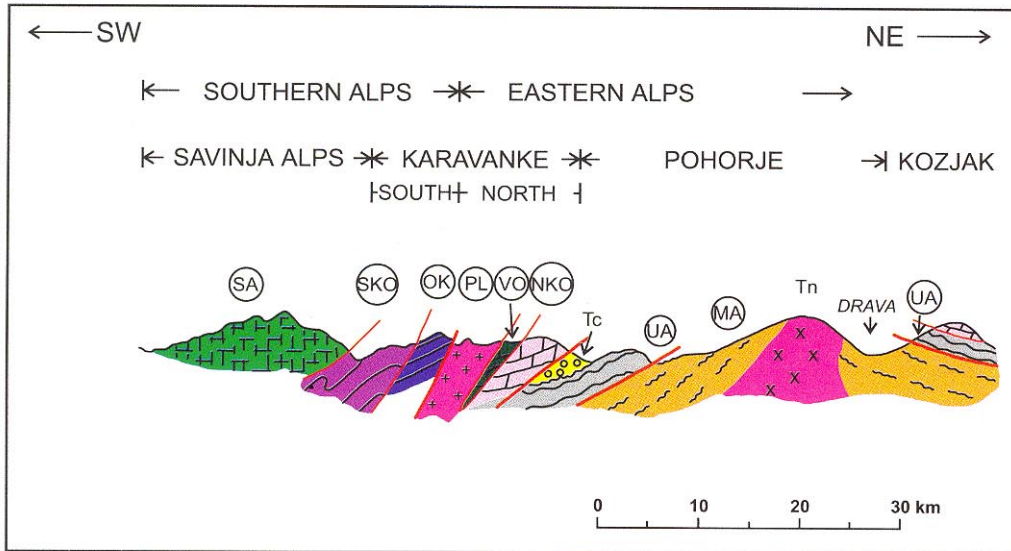 SW NE
SOUTHERN ALPS EASTERN ALPS
SAVINJA ALPS KARAVANKE POHORJE KOZJAK
SOUTH NORTH
SA SKO OK PL VO NKO Tc UA MA Tn DRAVA UA
0 10 20 30 km